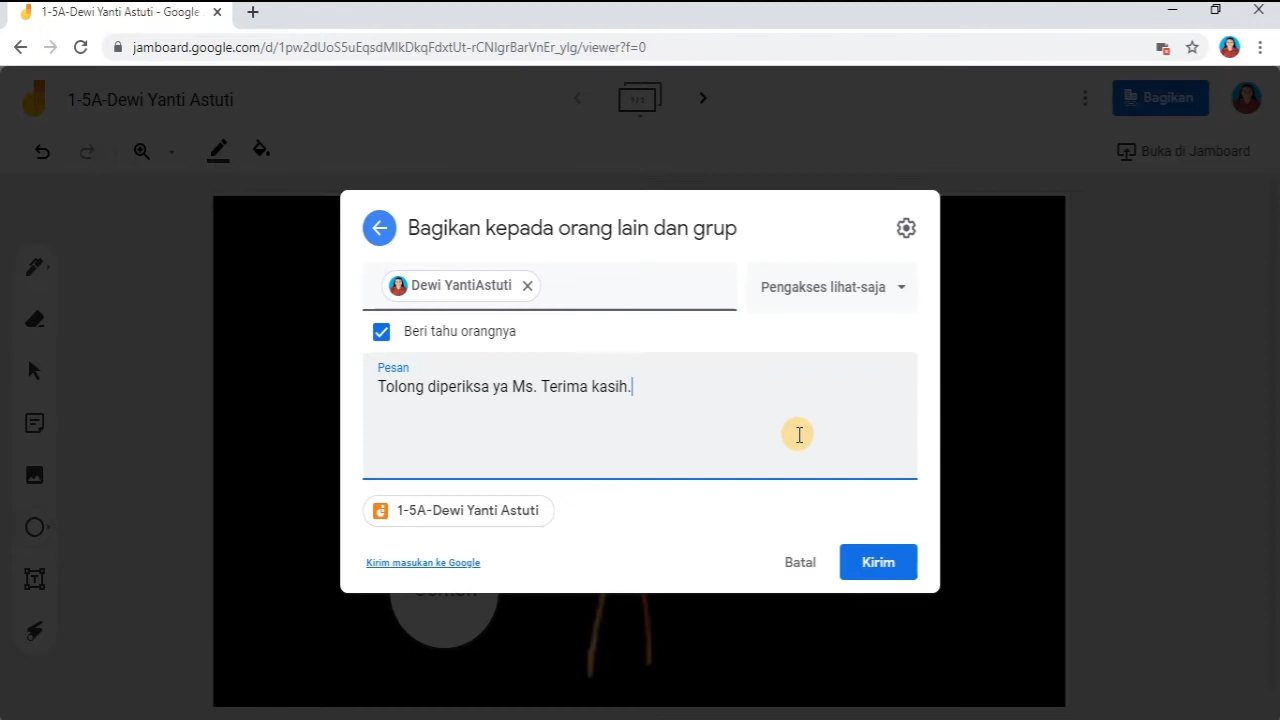 1-5A-Dewi Yanti Astuti - Google
jamboard.google.com/d/1pw2dUoS5uEqsdMIkDkqFdxtUt-rCNIgrBarVnEr_yIg/viewer?f=0
1-5A-Dewi Yanti Astuti
1/1
Bagikan
Buka di Jamboard
Bagikan kepada orang lain dan grup
Dewi YantiAstuti
Pengakses lihat-saja
Beri tahu orangnya
Pesan
Tolong diperiksa ya Ms. Terima kasih.
1-5A-Dewi Yanti Astuti
Kirim masukan ke Google
Batal
Kirim